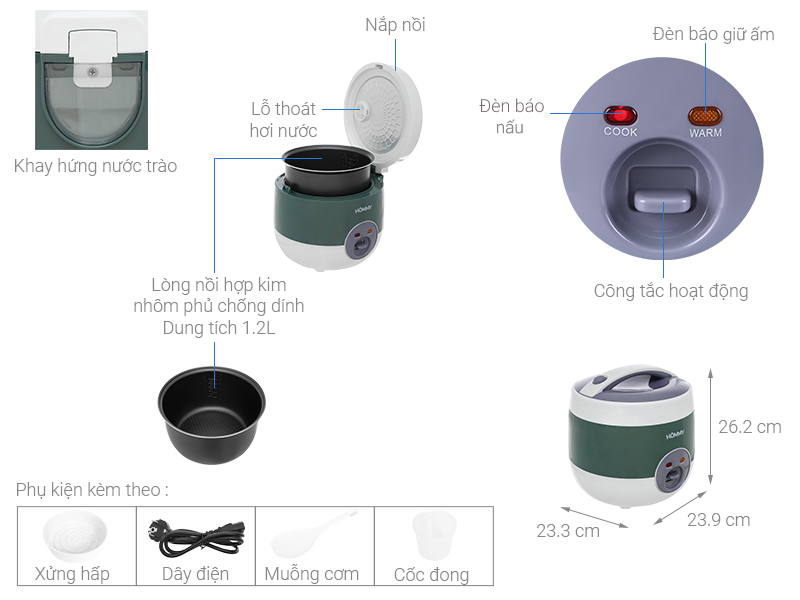 Khay hứng nước trào
Nắp nồi
Lỗ thoát
hơi nước
HOMMY
Lòng nồi hợp kim
nhôm phủ chống dính
Dung tích 1.2L
Đèn báo giữ ấm
Đèn báo
nấu
COOK
WARM
Công tắc hoạt động
HOMMY
26.2 cm
23.3 cm
23.9 cm
Phụ kiện kèm theo :
Xửng hấp
Dây điện
Muỗng cơm
Cốc đong